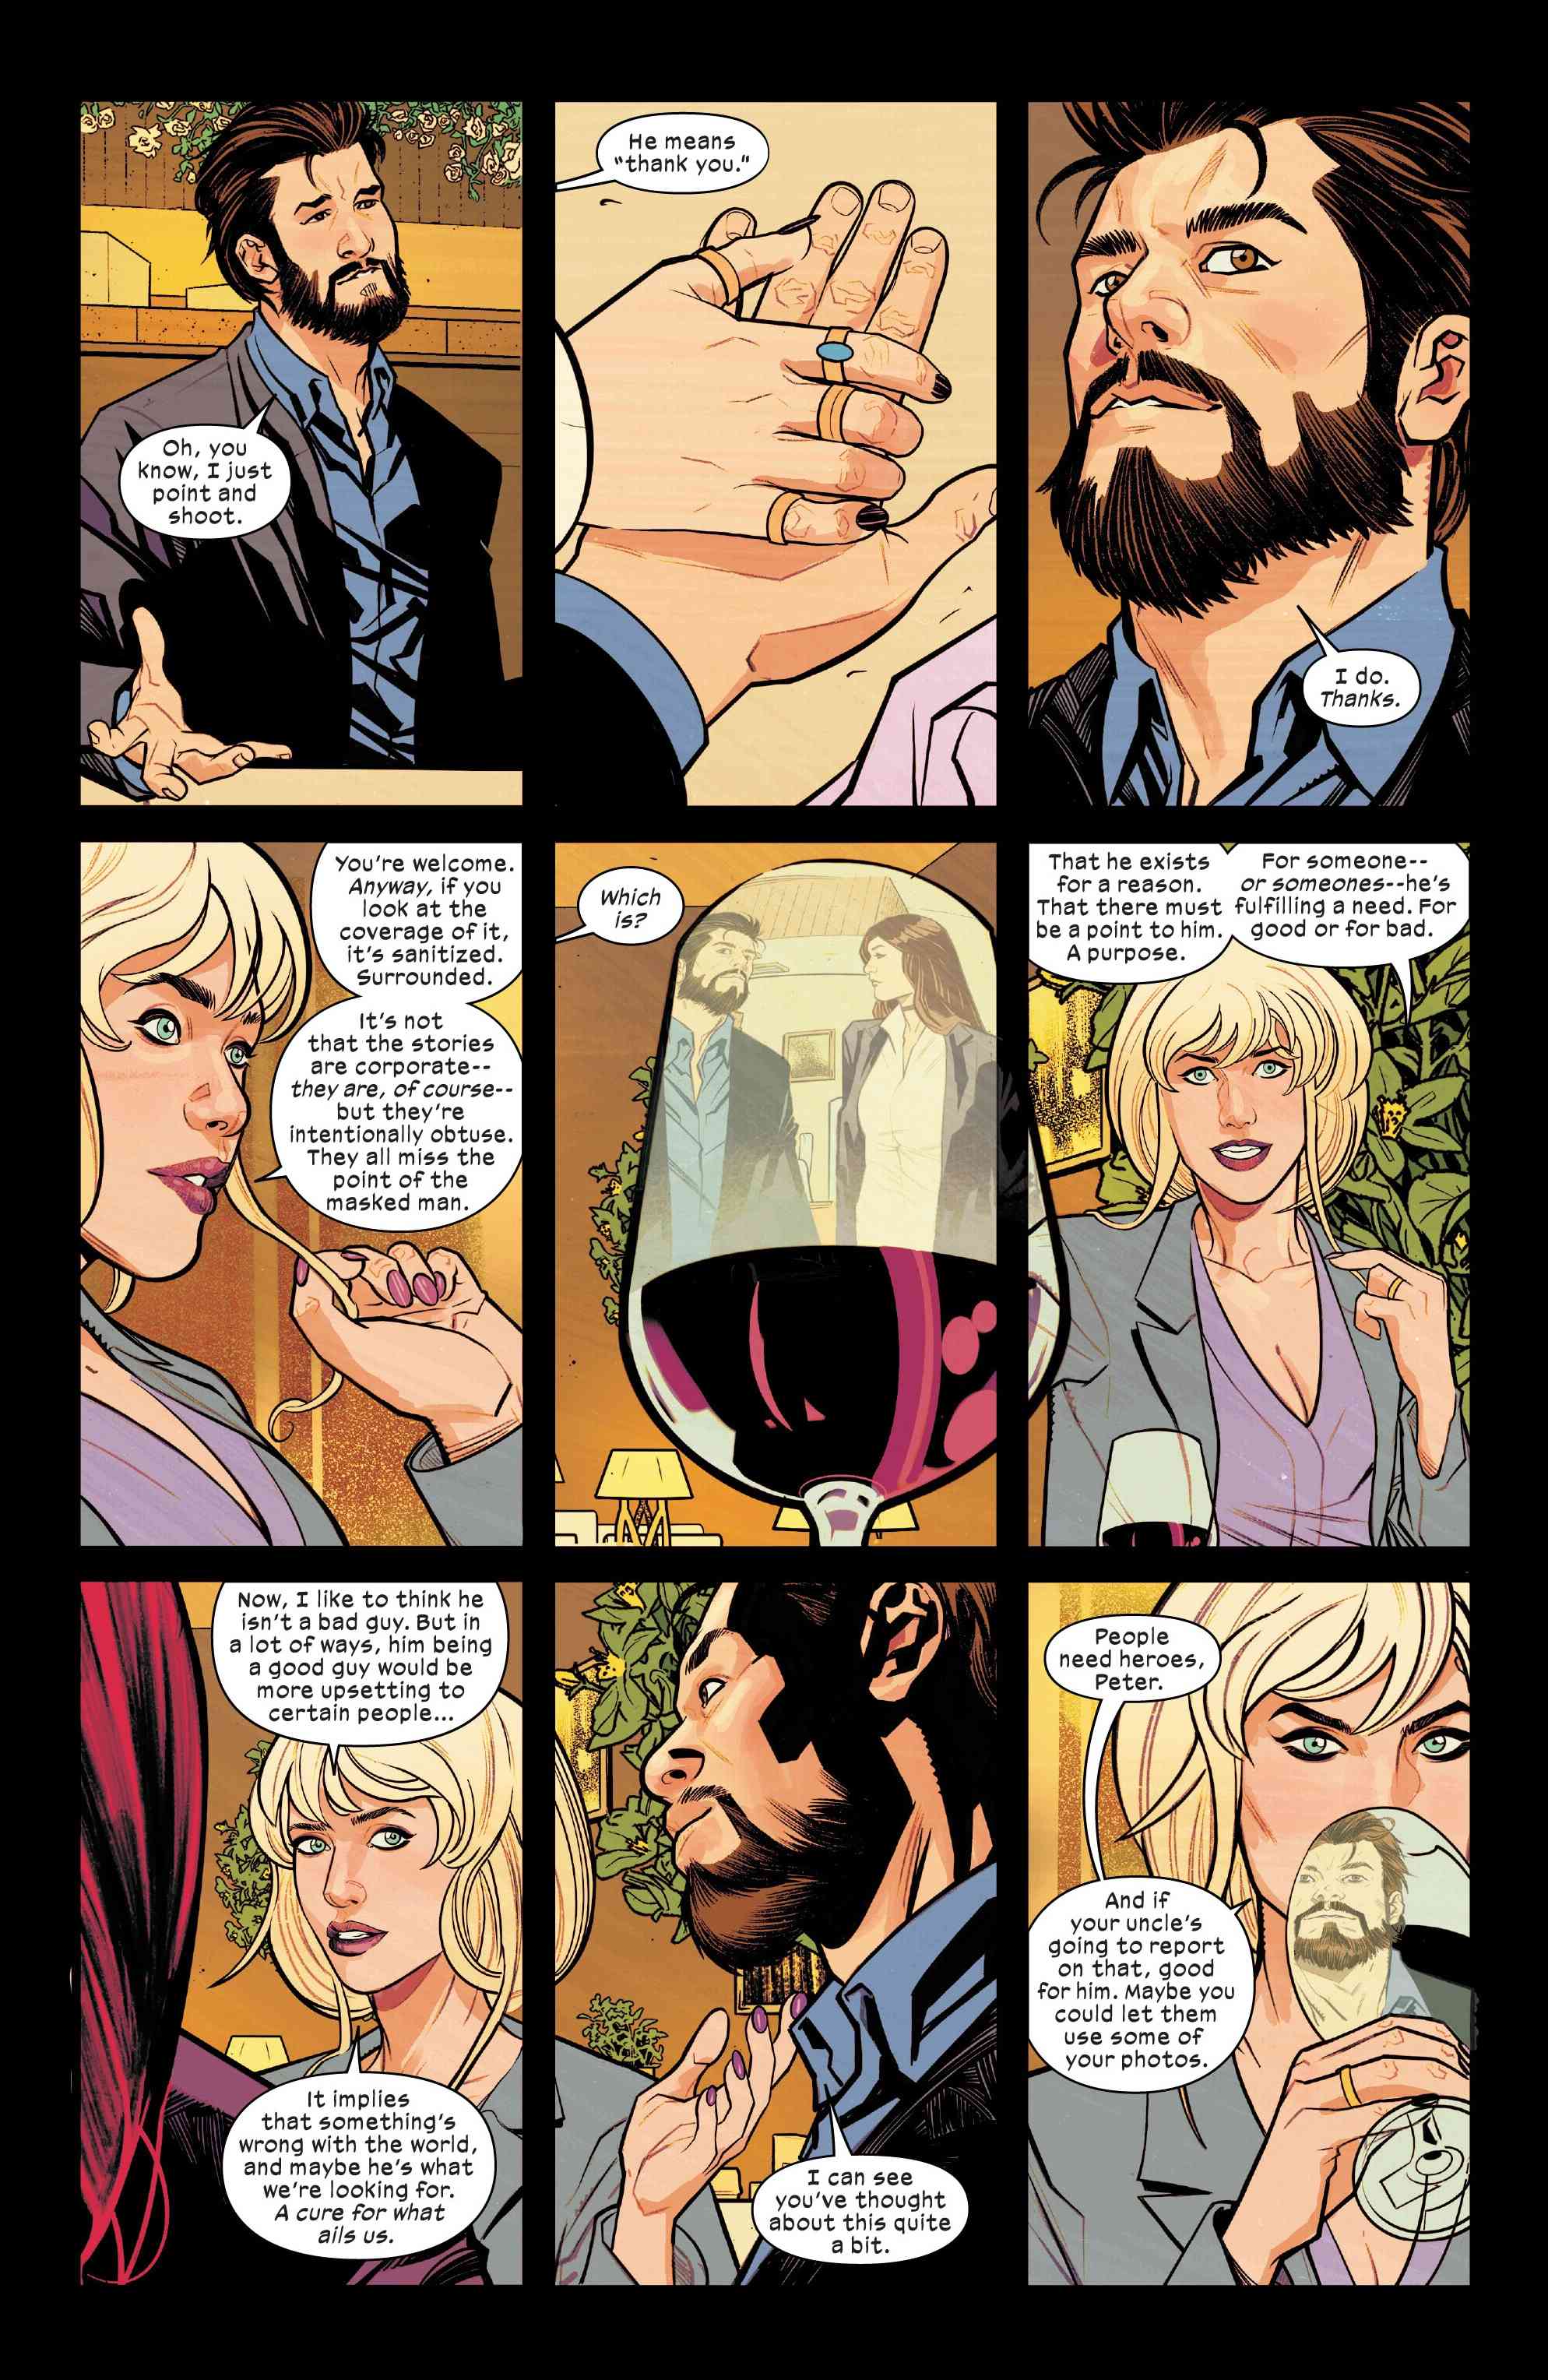 Oh, you
know, I just
point and
shoot.
He means
"thank you."
I do.
Thanks.
You're welcome.
Anyway, if you
look at the
coverage of it,
it's sanitized.
Surrounded.
It's not
that the stories
are corporate--
they are, of course--
but they're
intentionally obtuse.
They all miss the
point of the
masked man.
Which
is?
That he exists
for a reason.
That there must
be a point to him.
A purpose.
For someone--
or someones--he's
fulfilling a need. For
good or for bad.
Now, I like to think he
isn't a bad guy. But in
a lot of ways, him being
a good guy would be
more upsetting to
certain people...
It implies
that something's
wrong with the world,
and maybe he's what
we're looking for.
A cure for what
ails us.
I can see
you've thought
about this quite
a bit.
People
need heroes,
Peter.
And if
your uncle's
going to report
on that, good
for him. Maybe you
could let them
use some of
your photos.